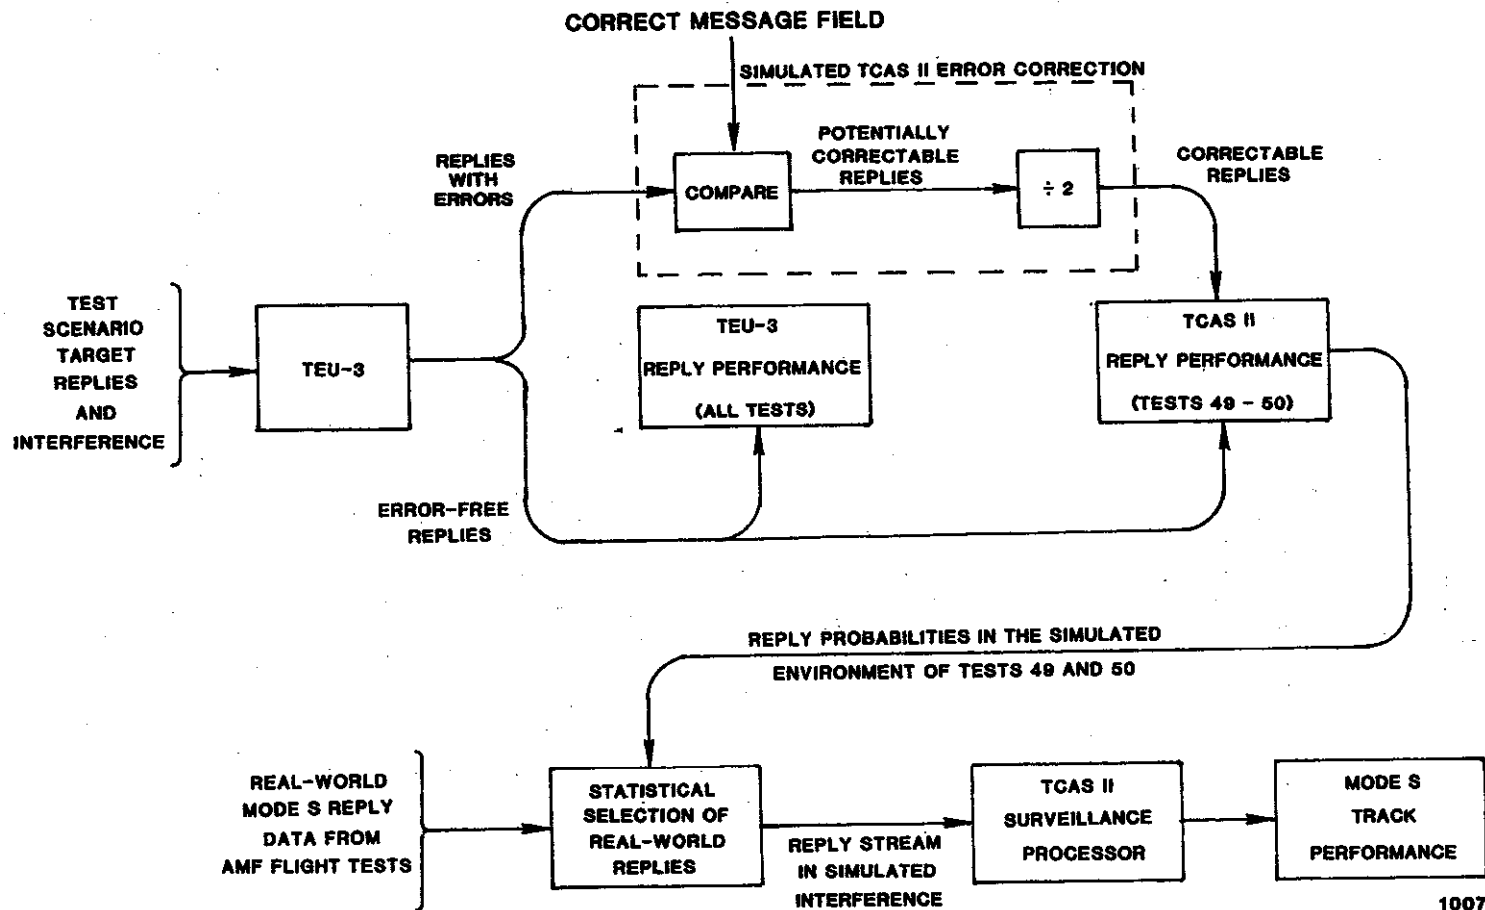 CORRECT MESSAGE FIELD
SIMULATED TCAS II ERROR CORRECTION
REPLIES
WITH
ERRORS
COMPARE
POTENTIALLY
CORRECTABLE
REPLIES
÷ 2
CORRECTABLE
REPLIES
TEST
SCENARIO
TARGET
REPLIES
AND
INTERFERENCE
TEU-3
TEU-3
REPLY PERFORMANCE
(ALL TESTS)
TCAS II
REPLY PERFORMANCE
(TESTS 49 - 50)
ERROR-FREE
REPLIES
REPLY PROBABILITIES IN THE SIMULATED
ENVIRONMENT OF TESTS 49 AND 50
REAL-WORLD
MODE S REPLY
DATA FROM
AMF FLIGHT TESTS
STATISTICAL
SELECTION OF
REAL-WORLD
REPLIES
REPLY STREAM
IN SIMULATED
INTERFERENCE
TCAS II
SURVEILLANCE
PROCESSOR
MODE S
TRACK
PERFORMANCE
1007